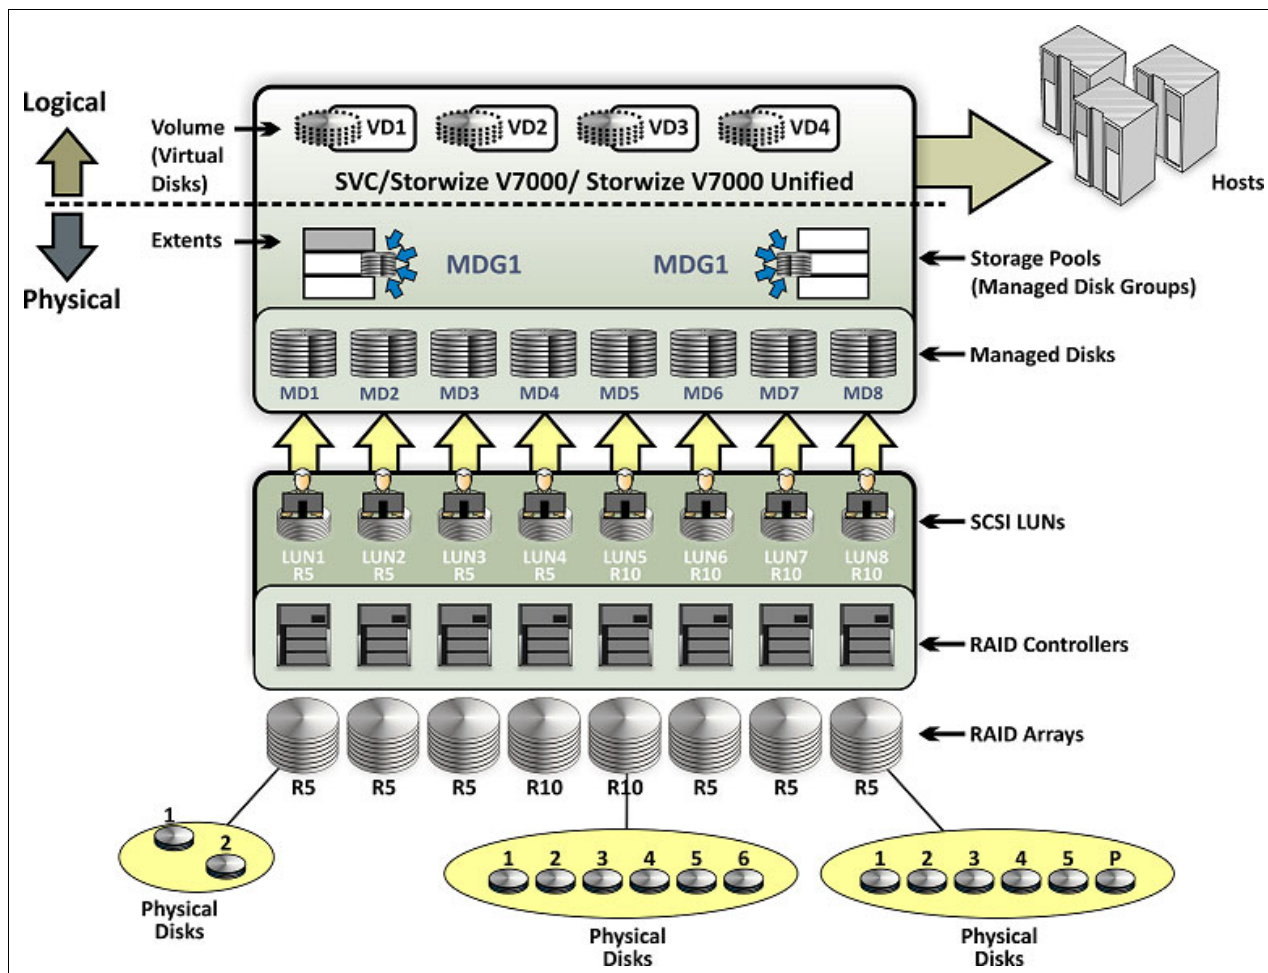 Logical
Physical
Volume
(Virtual
Disks)
VD1 VD2 VD3 VD4
SVC/Storwize V7000/ Storwize V7000 Unified
Hosts
Extents
MDG1 MDG1
Storage Pools
(Managed Disk Groups)
Managed Disks
MD1 MD2 MD3 MD4 MD5 MD6 MD7 MD8
SCSI LUNs
LUN1 LUN2 LUN3 LUN4 LUN5 LUN6 LUN7 LUN8
R5 R5 R5 R5 R10 R10 R10 R10
RAID Controllers
RAID Arrays
R5 R5 R5 R10 R10 R5 R5 R5
1 2
Physical
Disks
1 2 3 4 5 6
Physical
Disks
1 2 3 4 5 P
Physical
Disks